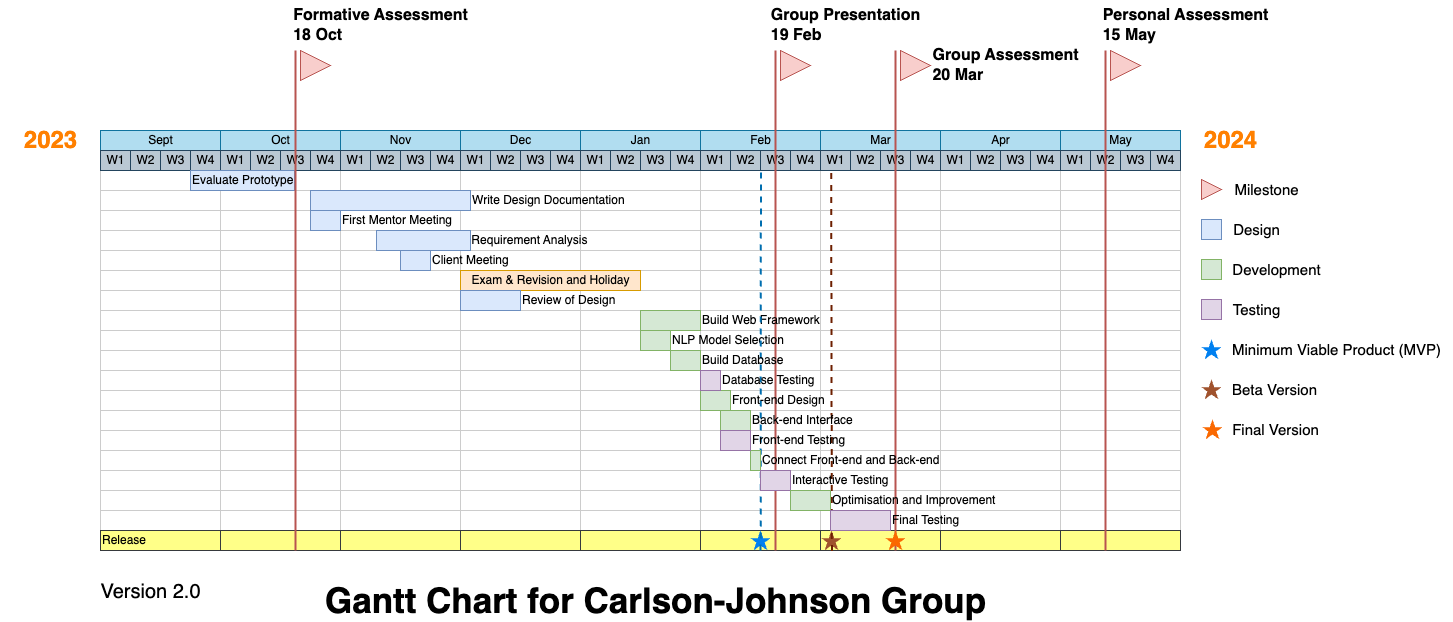 Formative Assessment
18 Oct
Group Presentation
19 Feb
Group Assessment
20 Mar
Personal Assessment
15 May
2023
Sept Oct Nov Dec Jan Feb Mar Apr May
2024
W1 W2 W3 W4 W1 W2 W3 W4 W1 W2 W3 W4 W1 W2 W3 W4 W1 W2 W3 W4 W1 W2 W3 W4 W1 W2 W3 W4 W1 W2 W3 W4 W1 W2 W3 W4
Evaluate Prototype
Write Design Documentation
First Mentor Meeting
Requirement Analysis
Client Meeting
Exam & Revision and Holiday
Review of Design
Build Web Framework
NLP Model Selection
Build Database
Database Testing
Front-end Design
Back-end Interface
Front-end Testing
Connect Front-end and Back-end
Interactive Testing
Optimisation and Improvement
Final Testing
Release
Milestone
Design
Development
Testing
Minimum Viable Product (MVP)
Beta Version
Final Version
Version 2.0
Gantt Chart for Carlson-Johnson Group